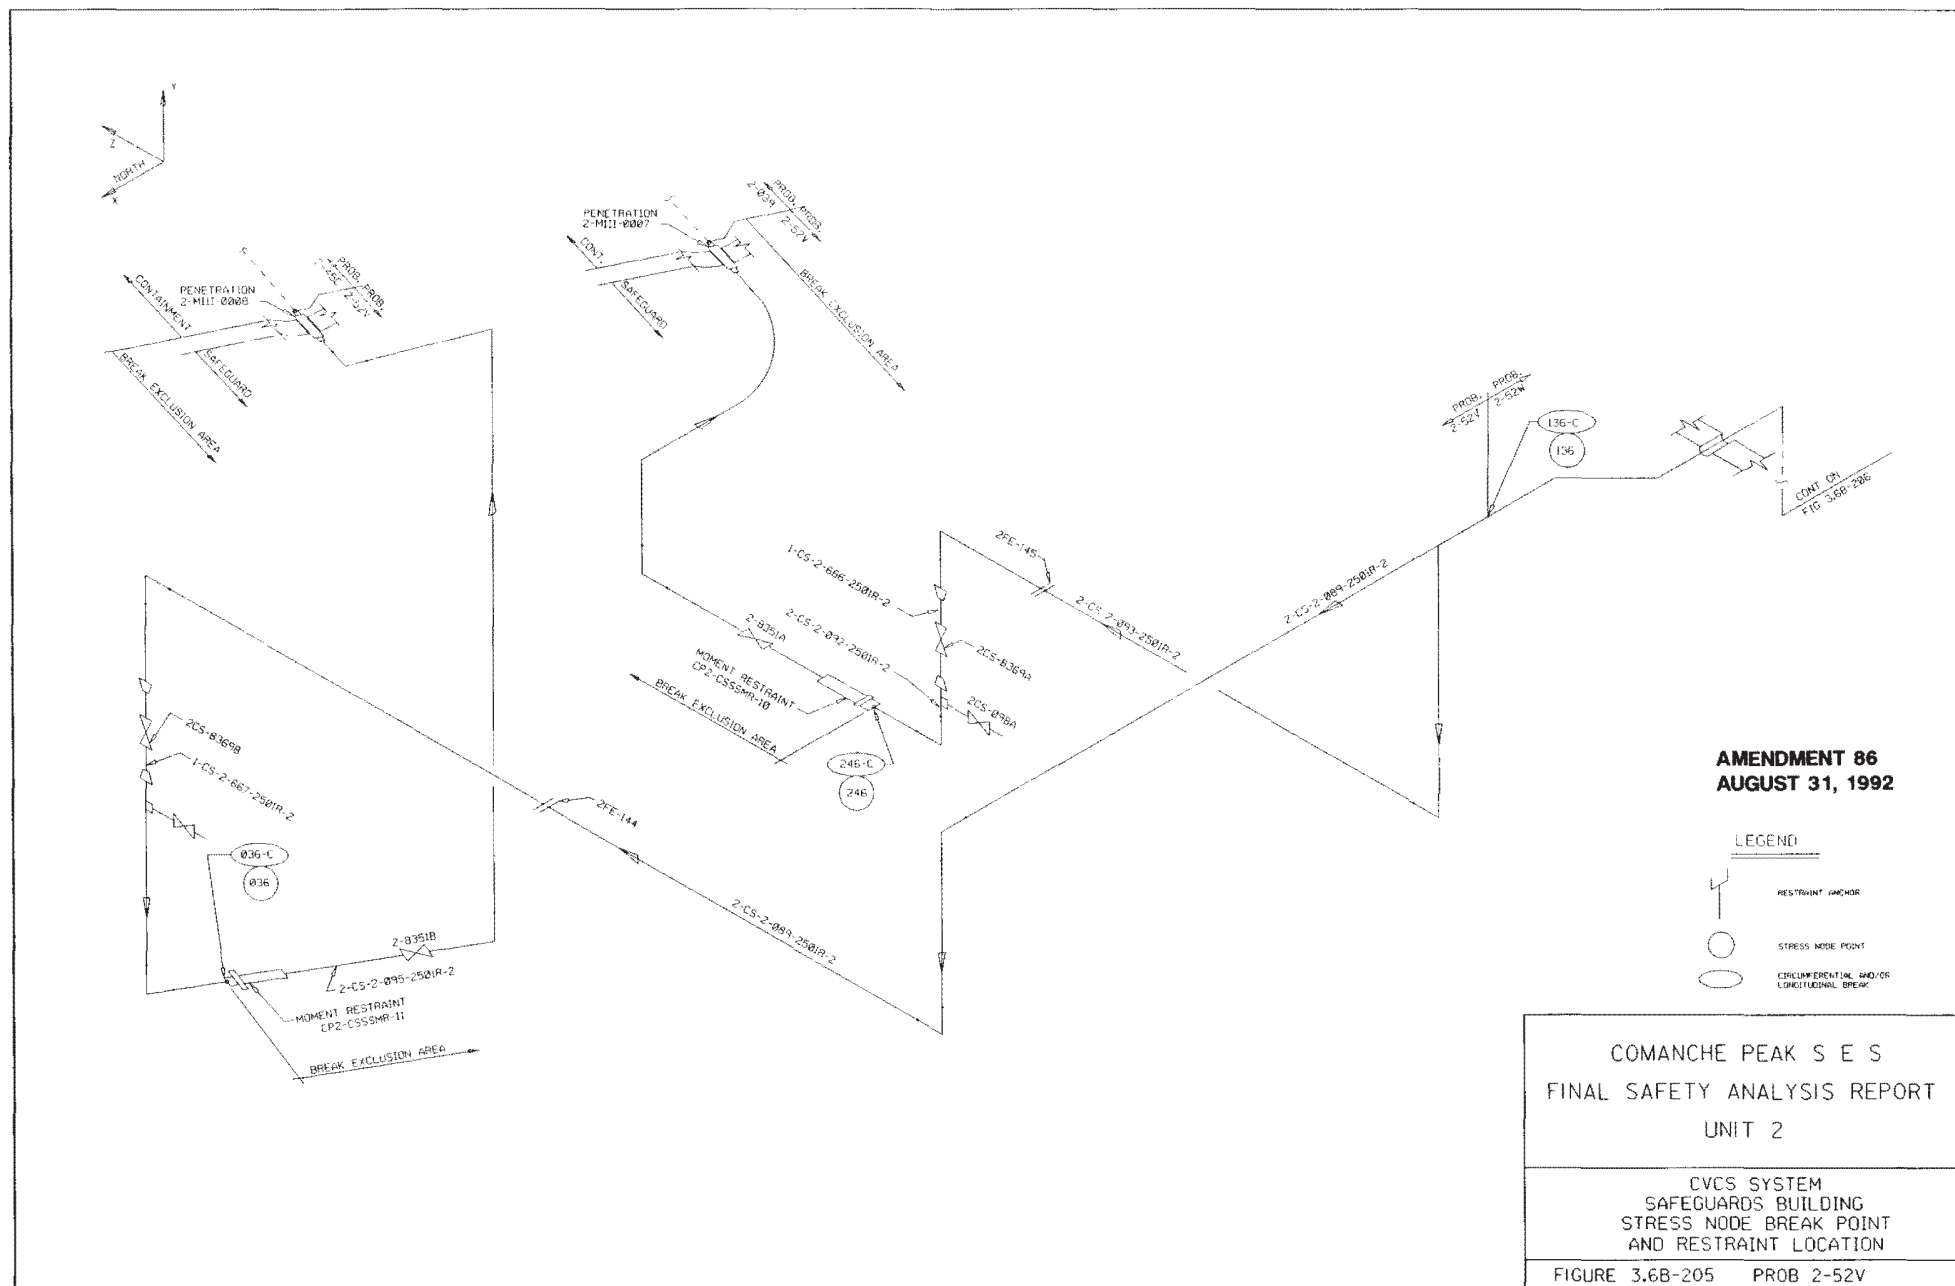 Y
Z
NORTH
X
PENETRATION
2-MIII-0008
PROB. PROB.
2-52V
CONTAINMENT
SAFEGUARD
BREAK EXCLUSION AREA
PENETRATION
2-MIII-0007
PROB. PROB.
2-039 2-52V
CONT.
SAFEGUARD
BREAK EXCLUSION AREA
PROB. PROB.
2-52V 2-52W
136-C
136
CONT ON
FIG 3.6B-206
2FE-145
1-CS-2-666-2501R-2
2-CS-2-093-2501R-2
2-CS-2-089-2501R-2
2-8351A
2-CS-2-092-2501R-2
2CS-8369A
MOMENT RESTRAINT
CP2-CSSSMR-10
2CS-098A
BREAK EXCLUSION AREA
246-C
246
2CS-8369B
1-CS-2-667-2501R-2
2FE-144
036-C
036
2-CS-2-089-2501R-2
2-8351B
2-CS-2-095-2501R-2
MOMENT RESTRAINT
CP2-CSSSMR-11
BREAK EXCLUSION AREA
AMENDMENT 86
AUGUST 31, 1992
LEGEND
RESTRAINT ANCHOR
STRESS NODE POINT
CIRCUMFERENTIAL AND/OR
LONGITUDINAL BREAK
COMANCHE PEAK S E S
FINAL SAFETY ANALYSIS REPORT
UNIT 2
CVCS SYSTEM
SAFEGUARDS BUILDING
STRESS NODE BREAK POINT
AND RESTRAINT LOCATION
FIGURE 3.6B-205 PROB 2-52V